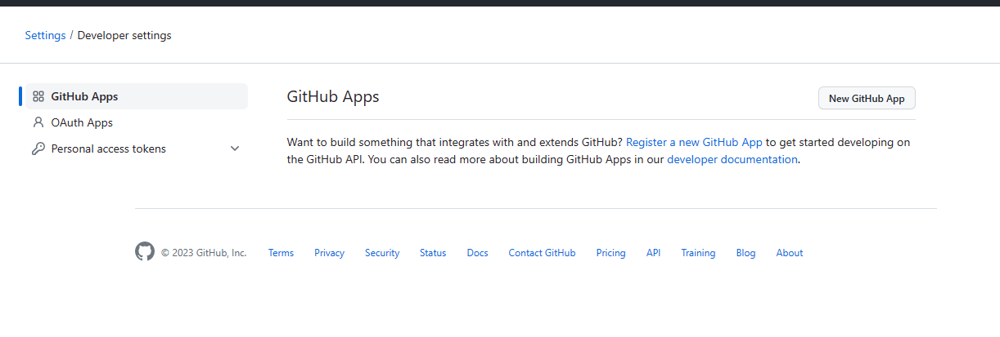 Settings / Developer settings
GitHub Apps
OAuth Apps
Personal access tokens
GitHub Apps
New GitHub App
Want to build something that integrates with and extends GitHub? Register a new GitHub App to get started developing on
the GitHub API. You can also read more about building GitHub Apps in our developer documentation.
© 2023 GitHub, Inc. Terms Privacy Security Status Docs Contact GitHub Pricing API Training Blog About